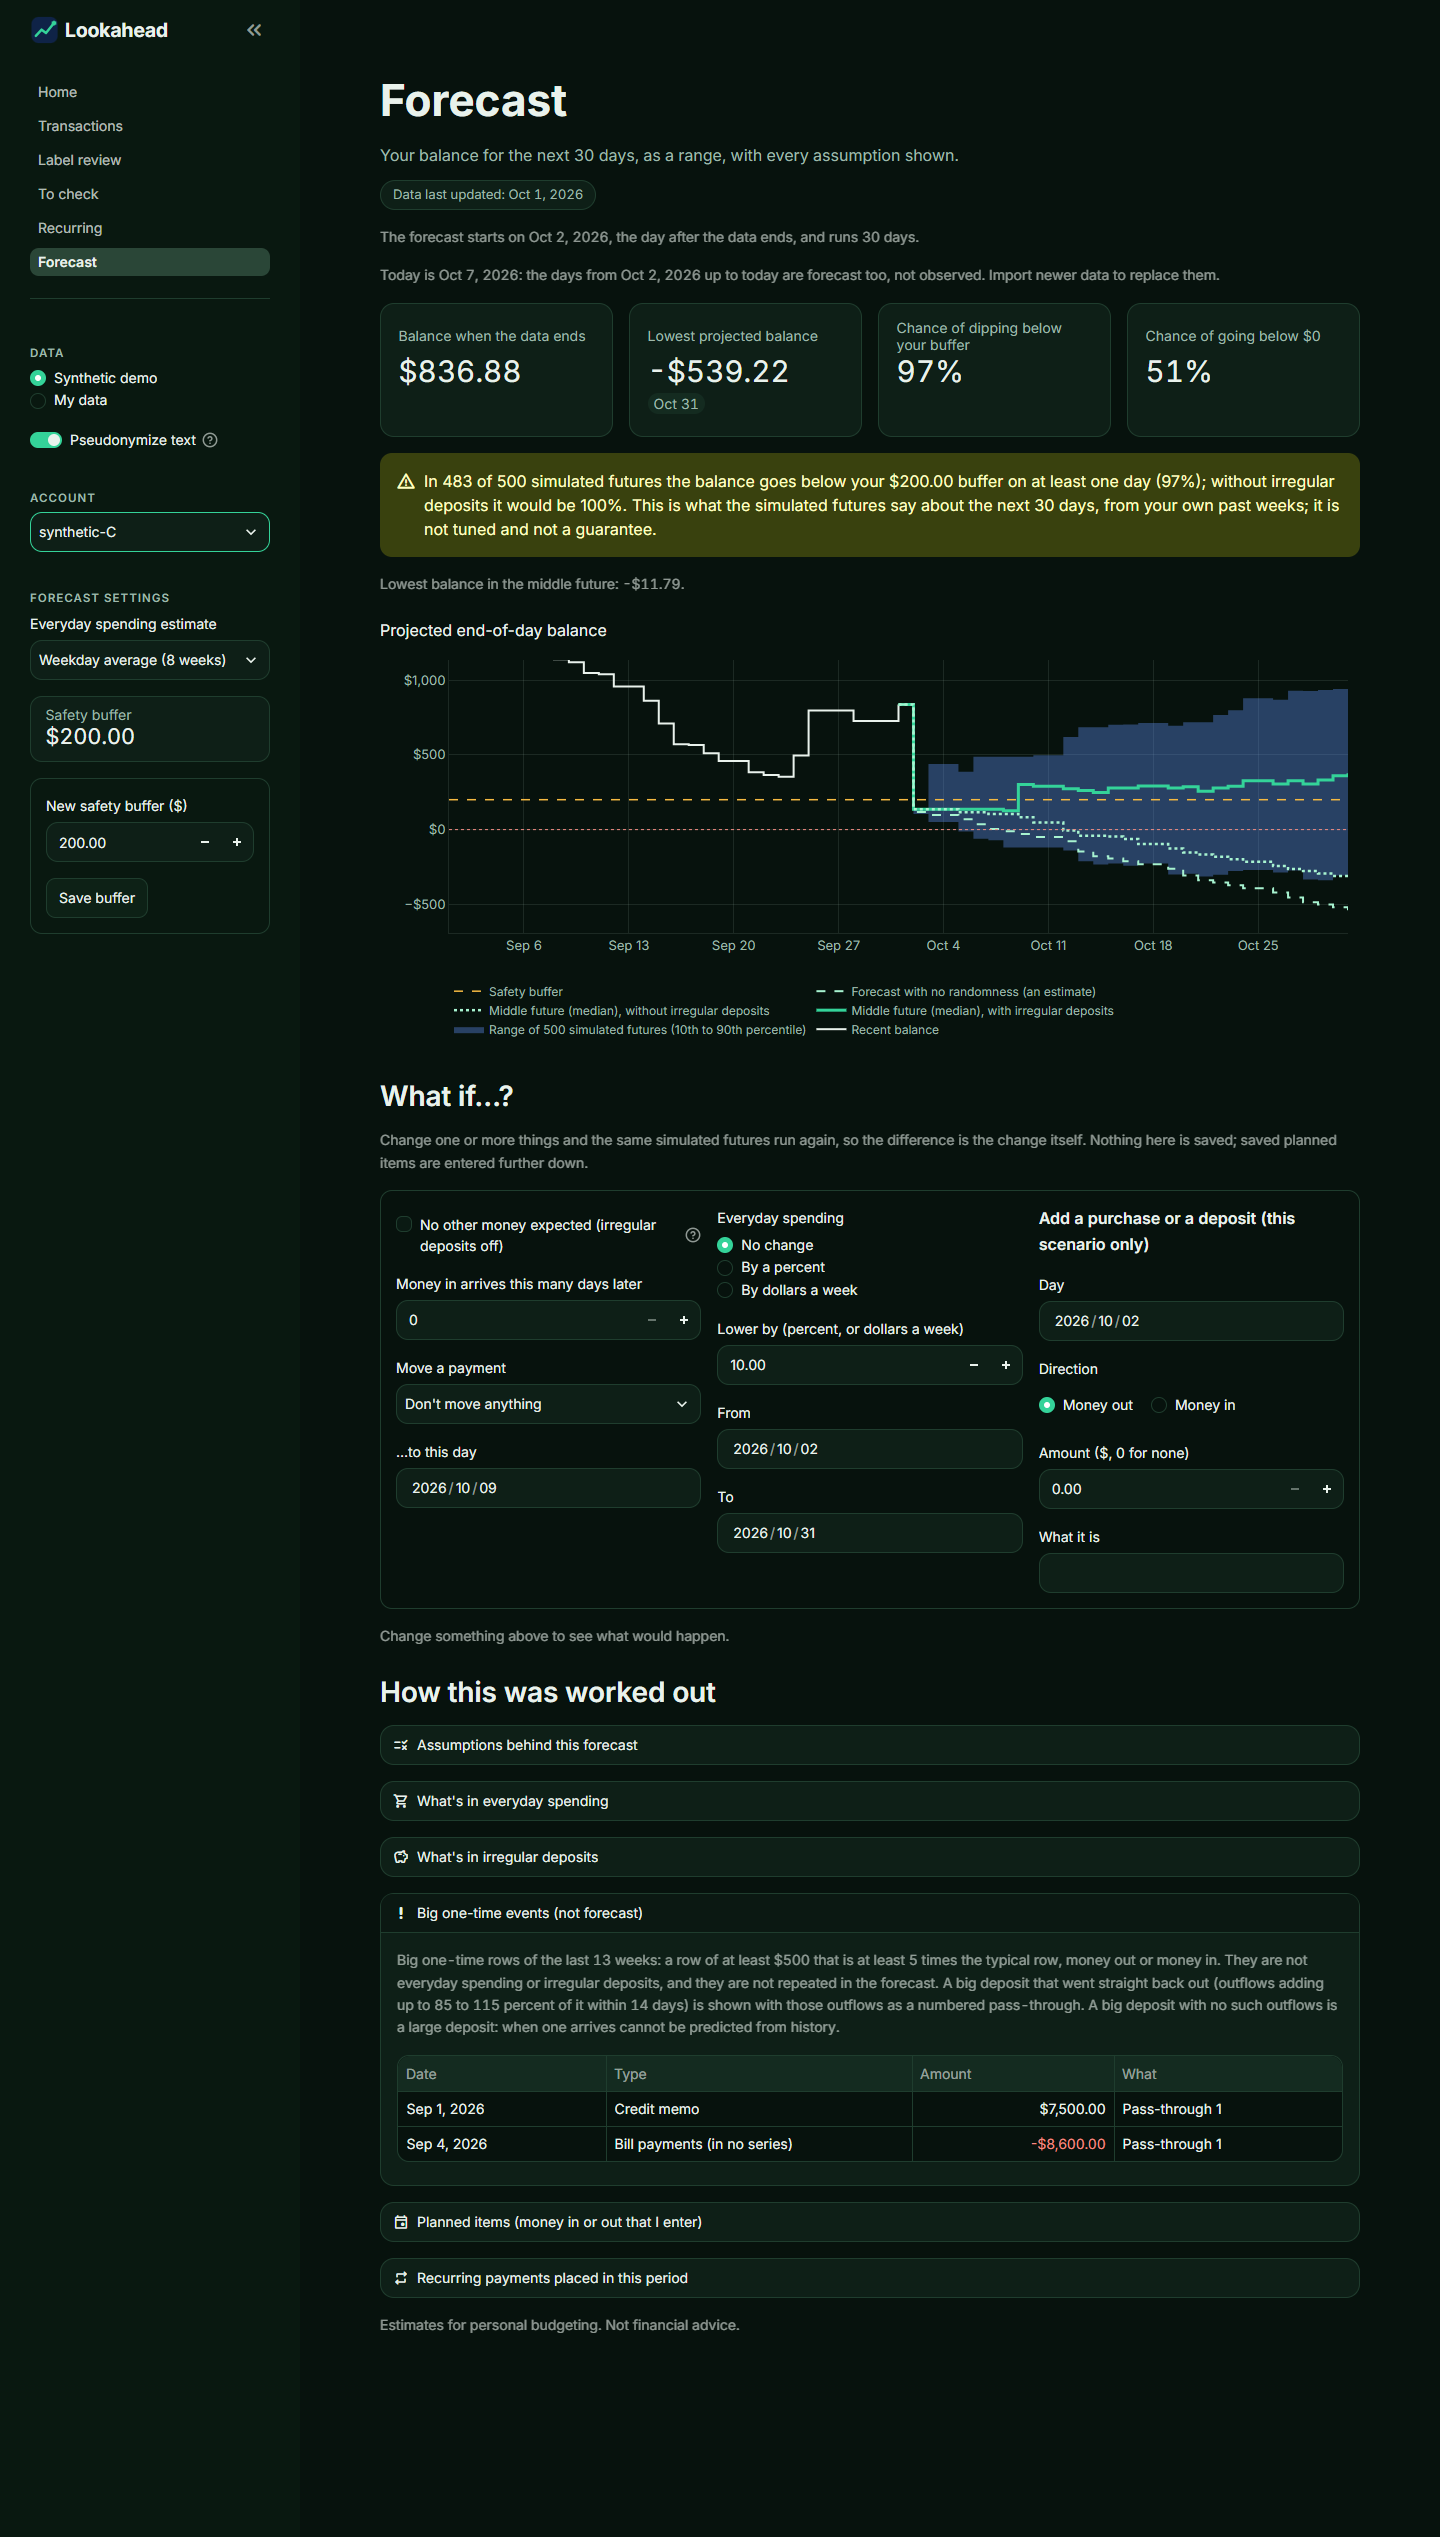 Lookahead
Home
Transactions
Label review
To check
Recurring
Forecast
DATA
Synthetic demo
My data
Pseudonymize text
ACCOUNT
synthetic-C
FORECAST SETTINGS
Everyday spending estimate
Weekday average (8 weeks)
Safety buffer
$200.00
New safety buffer ($)
200.00
Save buffer
Forecast
Your balance for the next 30 days, as a range, with every assumption shown.
Data last updated: Oct 1, 2026
The forecast starts on Oct 2, 2026, the day after the data ends, and runs 30 days.
Today is Oct 7, 2026: the days from Oct 2, 2026 up to today are forecast too, not observed. Import newer data to replace them.
Balance when the data ends
$836.88
Lowest projected balance
-$539.22
Oct 31
Chance of dipping below
your buffer
97%
Chance of going below $0
51%
In 483 of 500 simulated futures the balance goes below your $200.00 buffer on at least one day (97%); without irregular
deposits it would be 100%. This is what the simulated futures say about the next 30 days, from your own past weeks; it is
not tuned and not a guarantee.
Lowest balance in the middle future: -$11.79.
Projected end-of-day balance
$1,000
$500
$0
−$500
Sep 6 Sep 13 Sep 20 Sep 27 Oct 4 Oct 11 Oct 18 Oct 25
Safety buffer
Forecast with no randomness (an estimate)
Middle future (median), without irregular deposits
Middle future (median), with irregular deposits
Range of 500 simulated futures (10th to 90th percentile)
Recent balance
What if...?
Change one or more things and the same simulated futures run again, so the difference is the change itself. Nothing here is saved; saved planned
items are entered further down.
No other money expected (irregular
deposits off)
Money in arrives this many days later
0
Move a payment
Don't move anything
...to this day
2026/10/09
Everyday spending
No change
By a percent
By dollars a week
Lower by (percent, or dollars a week)
10.00
From
2026/10/02
To
2026/10/31
Add a purchase or a deposit (this
scenario only)
Day
2026/10/02
Direction
Money out
Money in
Amount ($, 0 for none)
0.00
What it is
Change something above to see what would happen.
How this was worked out
Assumptions behind this forecast
What's in everyday spending
What's in irregular deposits
Big one-time events (not forecast)
Big one-time rows of the last 13 weeks: a row of at least $500 that is at least 5 times the typical row, money out or money in. They are not
everyday spending or irregular deposits, and they are not repeated in the forecast. A big deposit that went straight back out (outflows adding
up to 85 to 115 percent of it within 14 days) is shown with those outflows as a numbered pass-through. A big deposit with no such outflows is
a large deposit: when one arrives cannot be predicted from history.
Date Type Amount What
Sep 1, 2026 Credit memo $7,500.00 Pass-through 1
Sep 4, 2026 Bill payments (in no series) -$8,600.00 Pass-through 1
Planned items (money in or out that I enter)
Recurring payments placed in this period
Estimates for personal budgeting. Not financial advice.